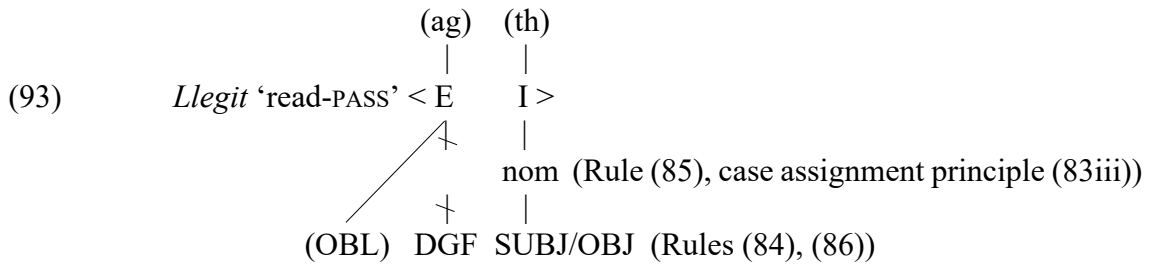 (ag) (th)
(93) Llegit ‘read-PASS’ < E I >
nom (Rule (85), case assignment principle (83iii))
(OBL) DGF SUBJ/OBJ (Rules (84), (86))